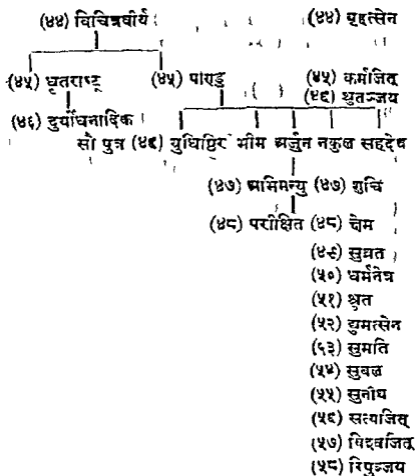 (४४) विचित्रवीर्य (४४) बृहत्सेन
(४५) धृतराष्ट्र (४५) पाण्डु (४५) कर्मजित्
(४६) श्रुतञ्जय
(४६) दुर्योधनादिक
सौ पुत्र (४६) युधिष्ठिर भीम अर्जुन नकुल सहदेव
(४७) अभिमन्यु (४७) शुचि
(४८) परीक्षित (४८) क्षेम
(४९) सुव्रत
(५०) धर्मनेत्र
(५१) श्रुत
(५२) द्युमत्सेन
(५३) सुमति
(५४) सुबल
(५५) सुनीथ
(५६) सत्यजित्
(५७) विश्वजित्
(५८) रिपुञ्जय